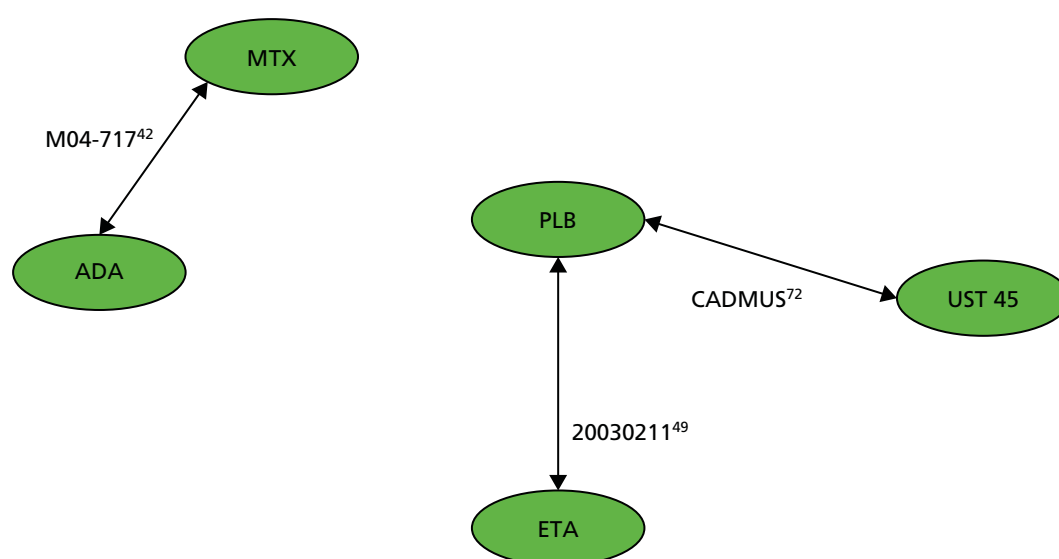 MTX
M04-717⁴²
ADA
PLB
CADMUS⁷²
UST 45
20030211⁴⁹
ETA